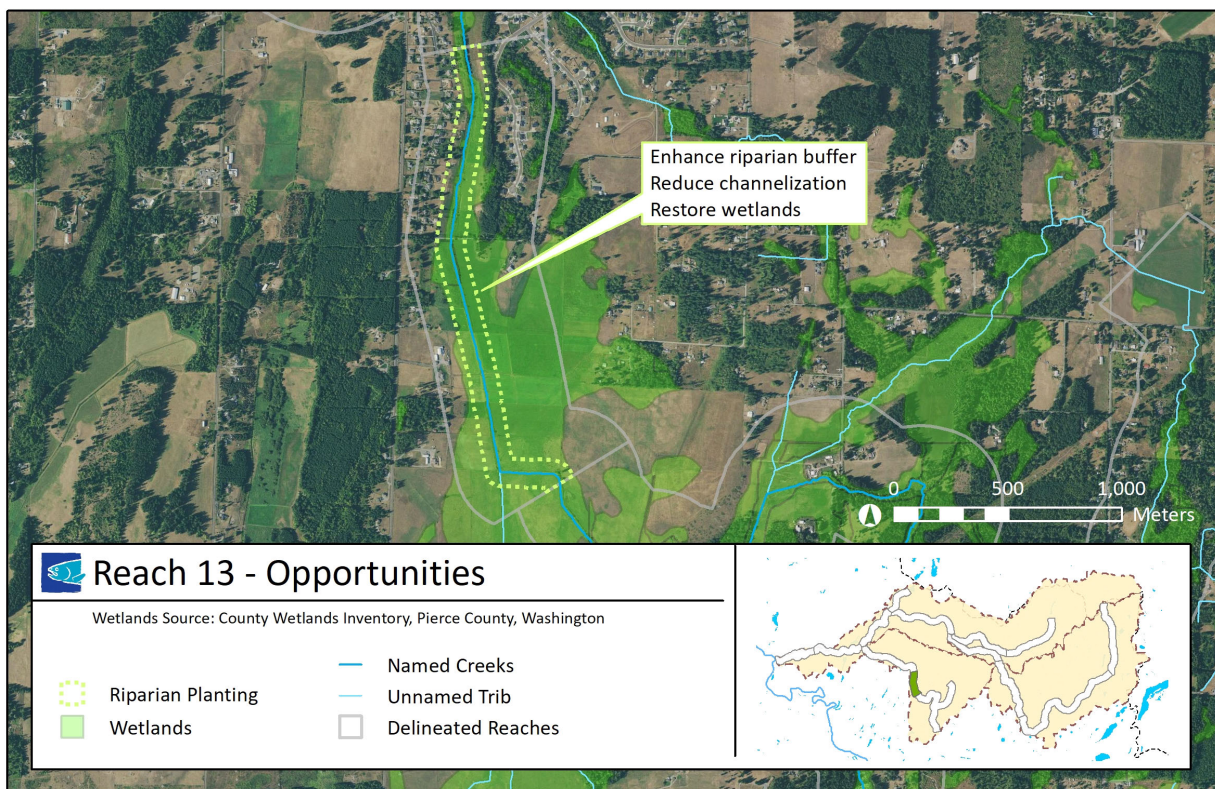 Enhance riparian buffer
Reduce channelization
Restore wetlands
0 500 1,000
Meters
Reach 13 - Opportunities
Wetlands Source: County Wetlands Inventory, Pierce County, Washington
Riparian Planting
Wetlands
Named Creeks
Unnamed Trib
Delineated Reaches